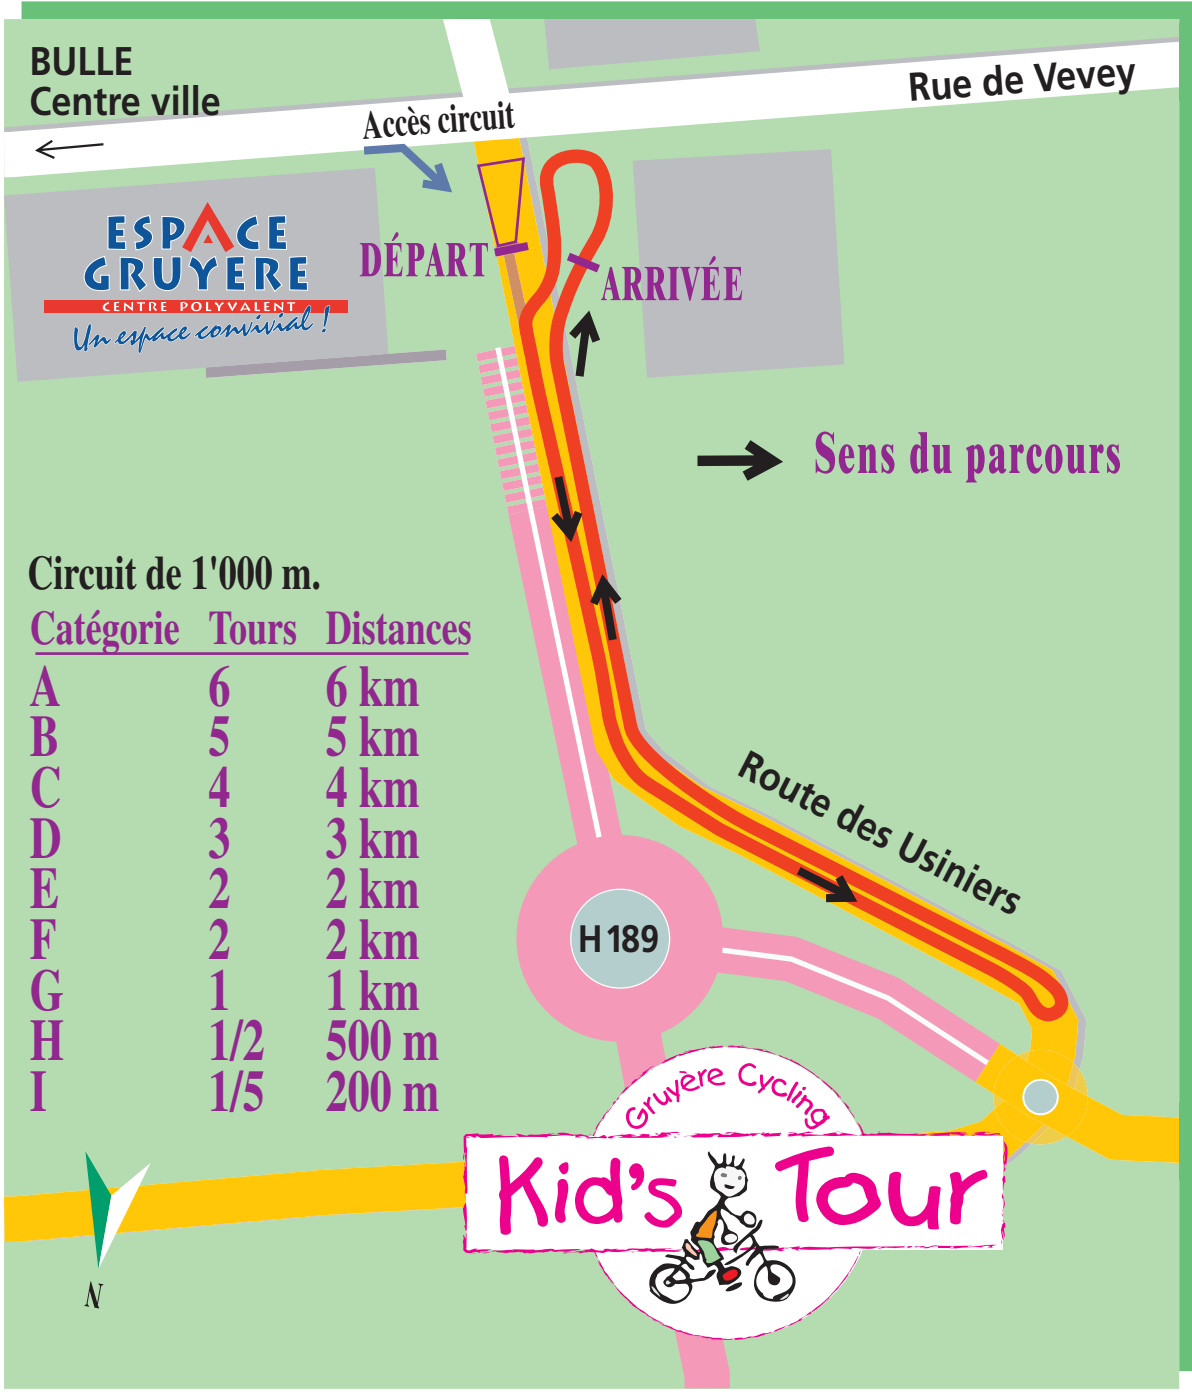 BULLE
Centre ville
Rue de Vevey
Accès circuit
ESPACE
GRUYERE
CENTRE POLYVALENT
Un espace convivial !
DÉPART
ARRIVÉE
Sens du parcours
Circuit de 1'000 m.
Catégorie Tours Distances
A 6 6 km
B 5 5 km
C 4 4 km
D 3 3 km
E 2 2 km
F 2 2 km
G 1 1 km
H 1/2 500 m
I 1/5 200 m
Route des Usiniers
H 189
Gruyère Cycling
Kid's Tour
N